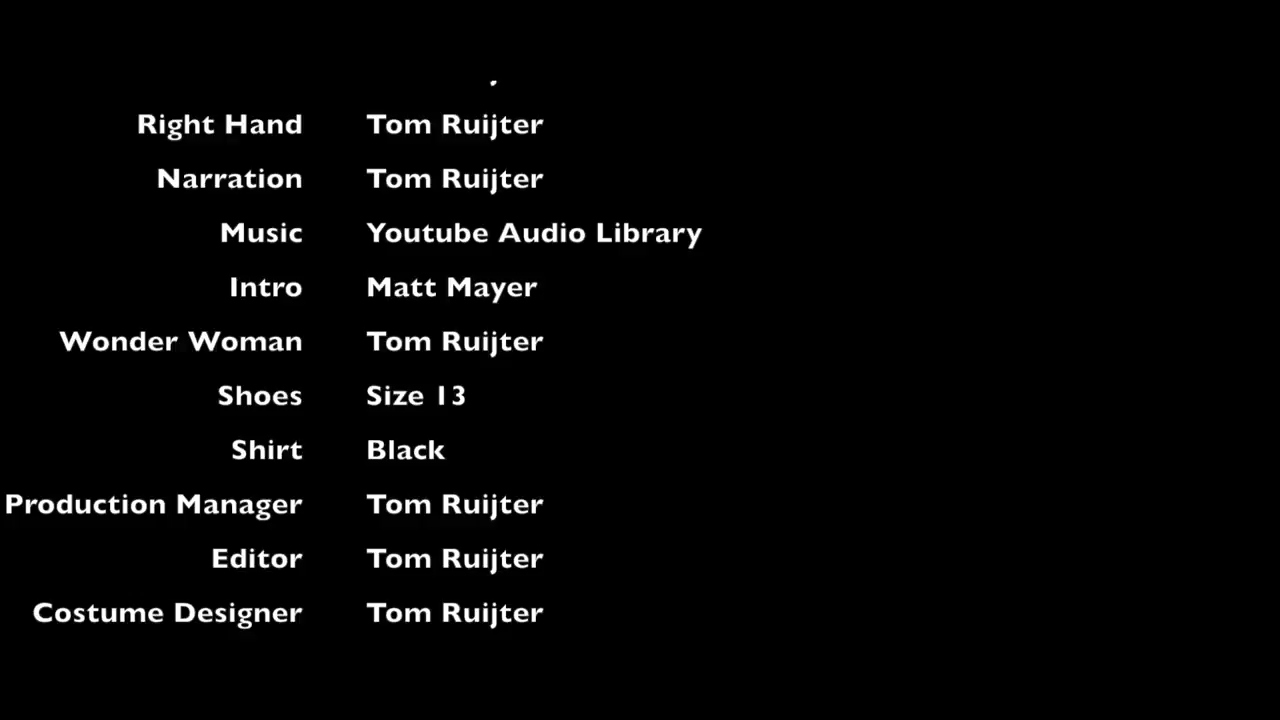 Right Hand Tom Ruijter
Narration Tom Ruijter
Music Youtube Audio Library
Intro Matt Mayer
Wonder Woman Tom Ruijter
Shoes Size 13
Shirt Black
Production Manager Tom Ruijter
Editor Tom Ruijter
Costume Designer Tom Ruijter